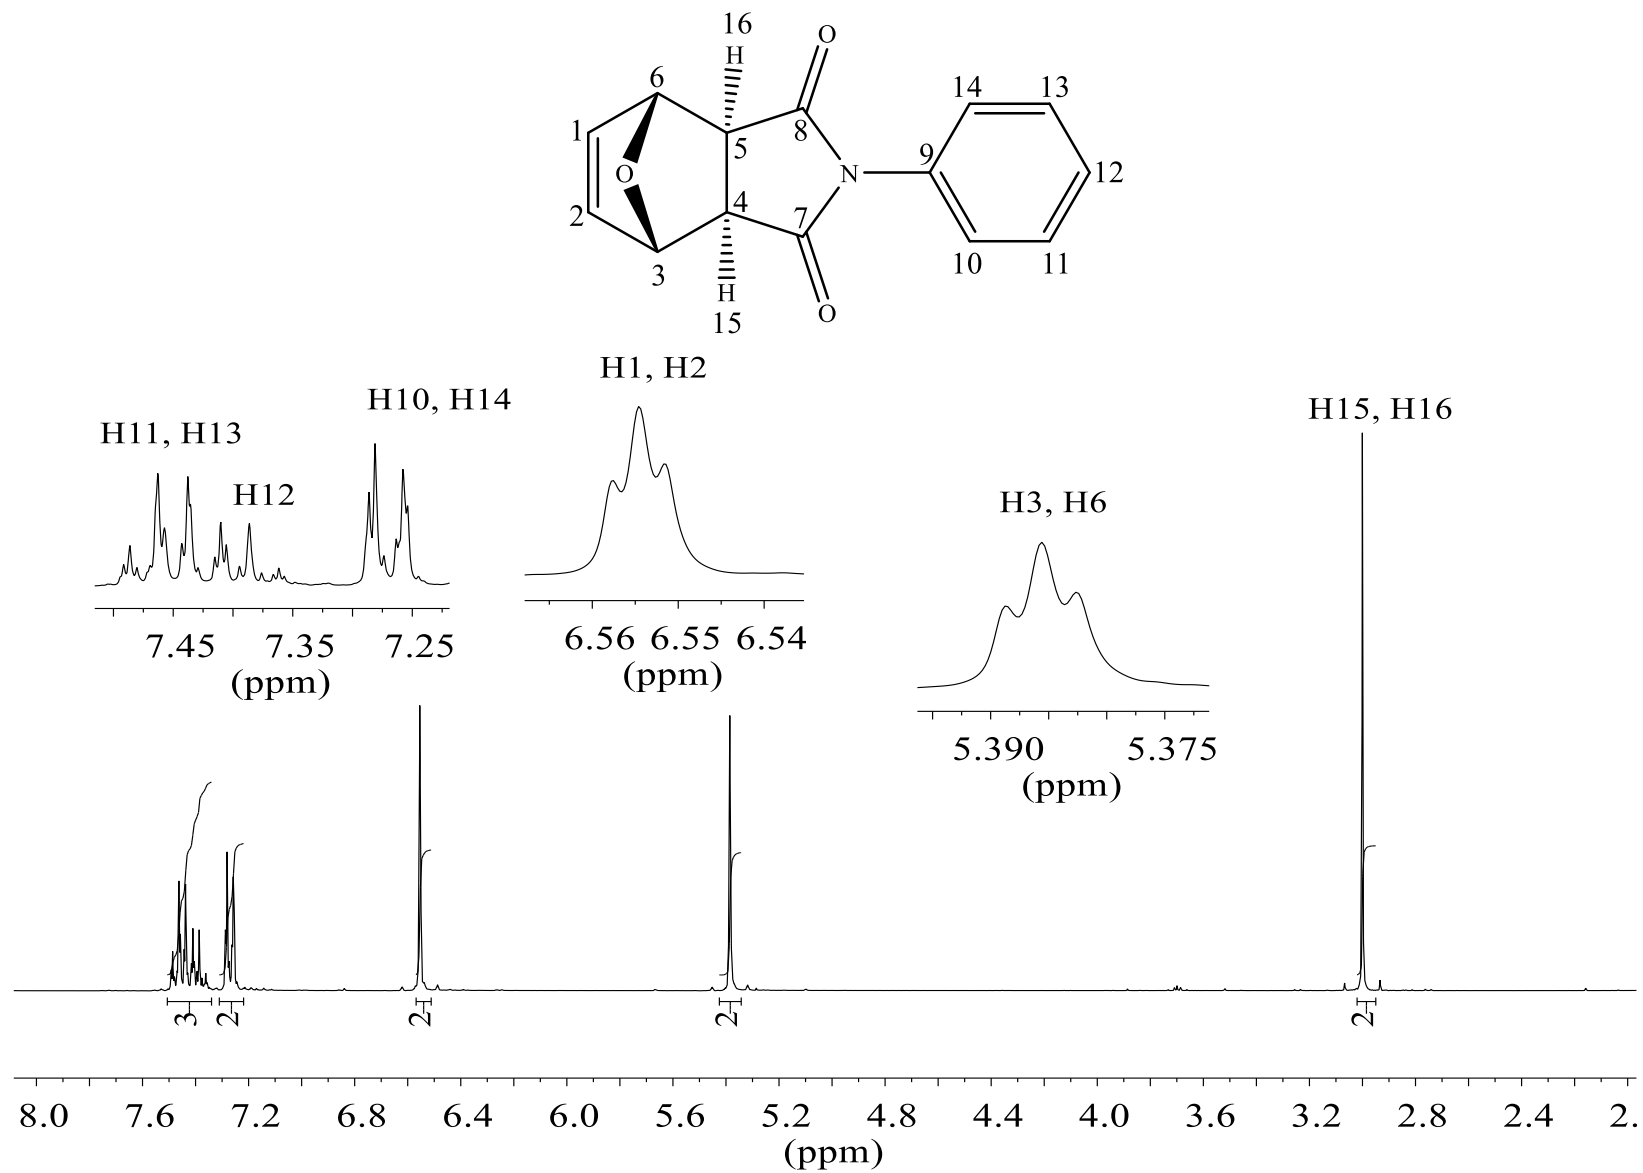 16
H
O
6
14
13
1
8
5
9
O
N
12
2
4
7
3
10
11
H
O
15
H1, H2
H10, H14
H15, H16
H11, H13
H12
H3, H6
7.45 7.35 7.25
(ppm)
6.56 6.55 6.54
(ppm)
5.390 5.375
(ppm)
3 2 2 2 2
8.0 7.6 7.2 6.8 6.4 6.0 5.6 5.2 4.8 4.4 4.0 3.6 3.2 2.8 2.4 2.
(ppm)